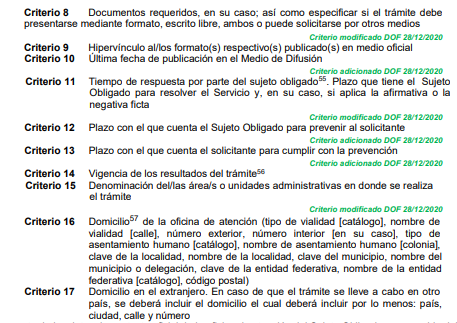 Criterio 8 Documentos requeridos, en su caso; así como especificar si el trámite debe
presentarse mediante formato, escrito libre, ambos o puede solicitarse por otros medios
Criterio modificado DOF 28/12/2020
Criterio 9 Hipervínculo al/los formato(s) respectivo(s) publicado(s) en medio oficial
Criterio 10 Última fecha de publicación en el Medio de Difusión
Criterio adicionado DOF 28/12/2020
Criterio 11 Tiempo de respuesta por parte del sujeto obligado55. Plazo que tiene el Sujeto
Obligado para resolver el Servicio y, en su caso, si aplica la afirmativa o la
negativa ficta
Criterio modificado DOF 28/12/2020
Criterio 12 Plazo con el que cuenta el Sujeto Obligado para prevenir al solicitante
Criterio adicionado DOF 28/12/2020
Criterio 13 Plazo con el que cuenta el solicitante para cumplir con la prevención
Criterio adicionado DOF 28/12/2020
Criterio 14 Vigencia de los resultados del trámite56
Criterio 15 Denominación del/las área/s o unidades administrativas en donde se realiza
el trámite
Criterio modificado DOF 28/12/2020
Criterio 16 Domicilio57 de la oficina de atención (tipo de vialidad [catálogo], nombre de
vialidad [calle], número exterior, número interior [en su caso], tipo de
asentamiento humano [catálogo], nombre de asentamiento humano [colonia],
clave de la localidad, nombre de la localidad, clave del municipio, nombre del
municipio o delegación, clave de la entidad federativa, nombre de la entidad
federativa [catálogo], código postal)
Criterio 17 Domicilio en el extranjero. En caso de que el trámite se lleve a cabo en otro
país, se deberá incluir el domicilio el cual deberá incluir por lo menos: país,
ciudad, calle y número